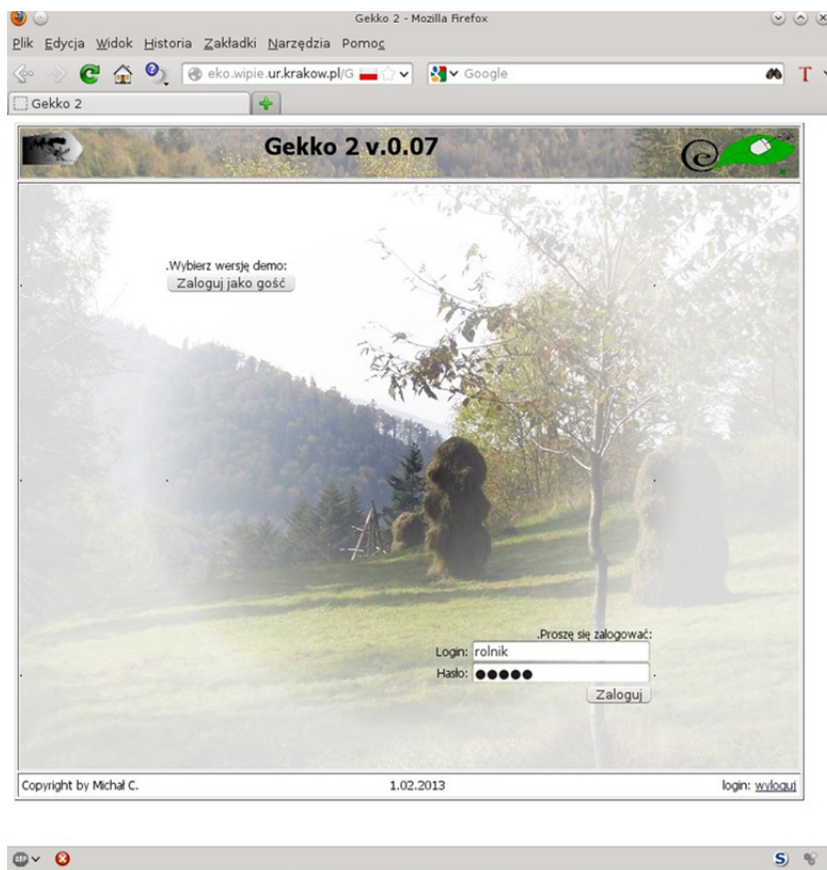 Gekko 2 - Mozilla Firefox
Plik Edycja Widok Historia Zakładki Narzędzia Pomoc
eko.wipie.ur.krakow.pl/G Google T
Gekko 2
Gekko 2 v.0.07
.Wybierz wersję demo:
Zaloguj jako gość
.Proszę się zalogować:
Login: rolnik
Hasło: ●●●●●
Zaloguj
Copyright by Michał C. 1.02.2013 login: wyloguj
ABP S